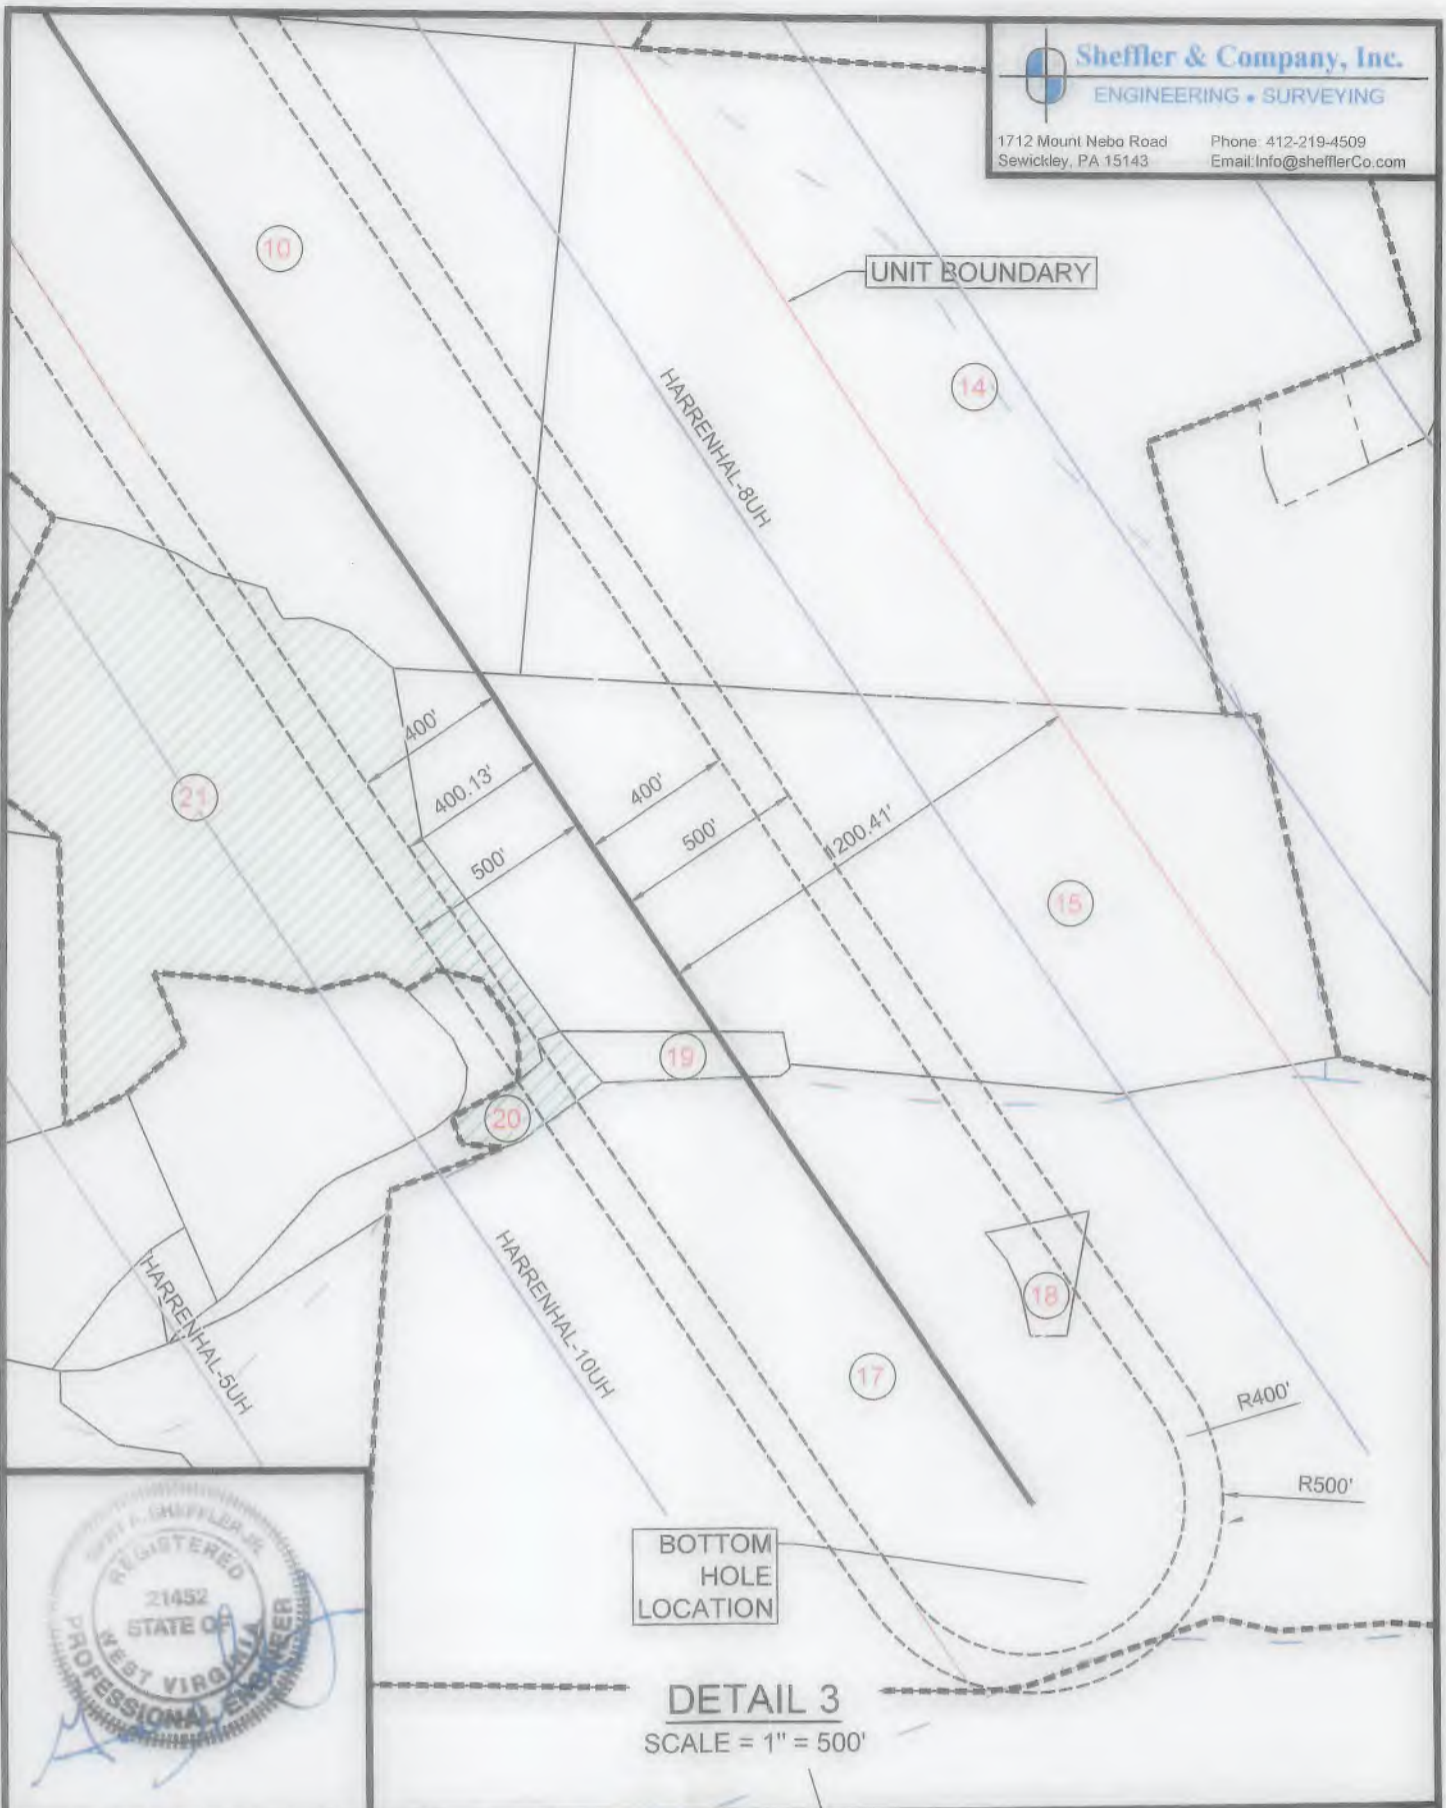 Sheffler & Company, Inc.
ENGINEERING • SURVEYING
1712 Mount Nebo Road
Sewickley, PA 15143
Phone: 412-219-4509
Email:Info@shefflerCo.com
10
UNIT BOUNDARY
14
HARRENHAL-8UH
400'
400.13'
500'
400'
500'
1200.41'
21
15
19
20
HARRENHAL-10UH
HARRENHAL-5UH
18
17
R400'
R500'
BOTTOM
HOLE
LOCATION
SHEFFLER JR
REGISTERED
21452
STATE OF
WEST VIRGINIA
PROFESSIONAL ENGINEER
DETAIL 3
SCALE = 1" = 500'